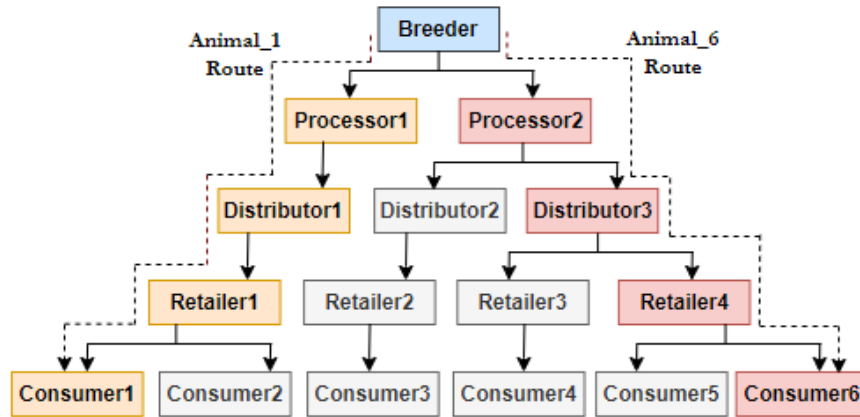 Animal_1
Route
Breeder
Animal_6
Route
Processor1
Processor2
Distributor1
Distributor2
Distributor3
Retailer1
Retailer2
Retailer3
Retailer4
Consumer1
Consumer2
Consumer3
Consumer4
Consumer5
Consumer6